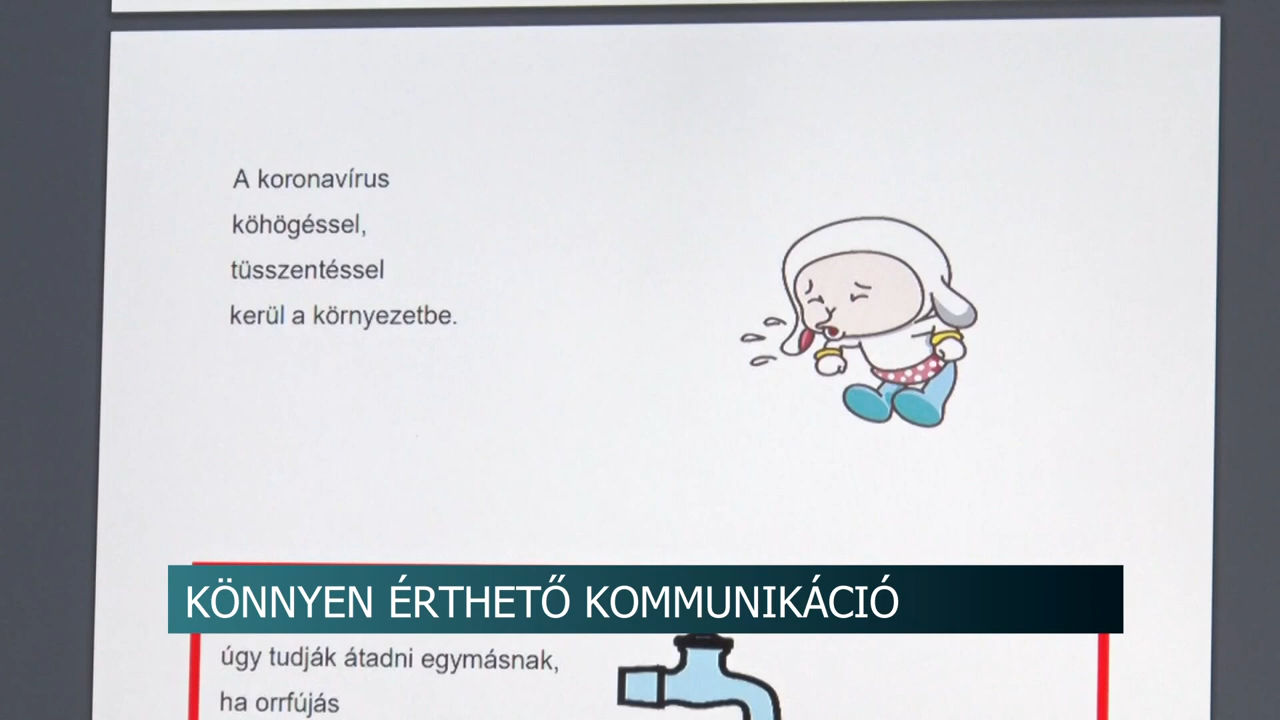 A koronavírus
köhögéssel,
tüsszentéssel
kerül a környezetbe.
KÖNNYEN ÉRTHETŐ KOMMUNIKÁCIÓ
úgy tudják átadni egymásnak,
ha orrfújás